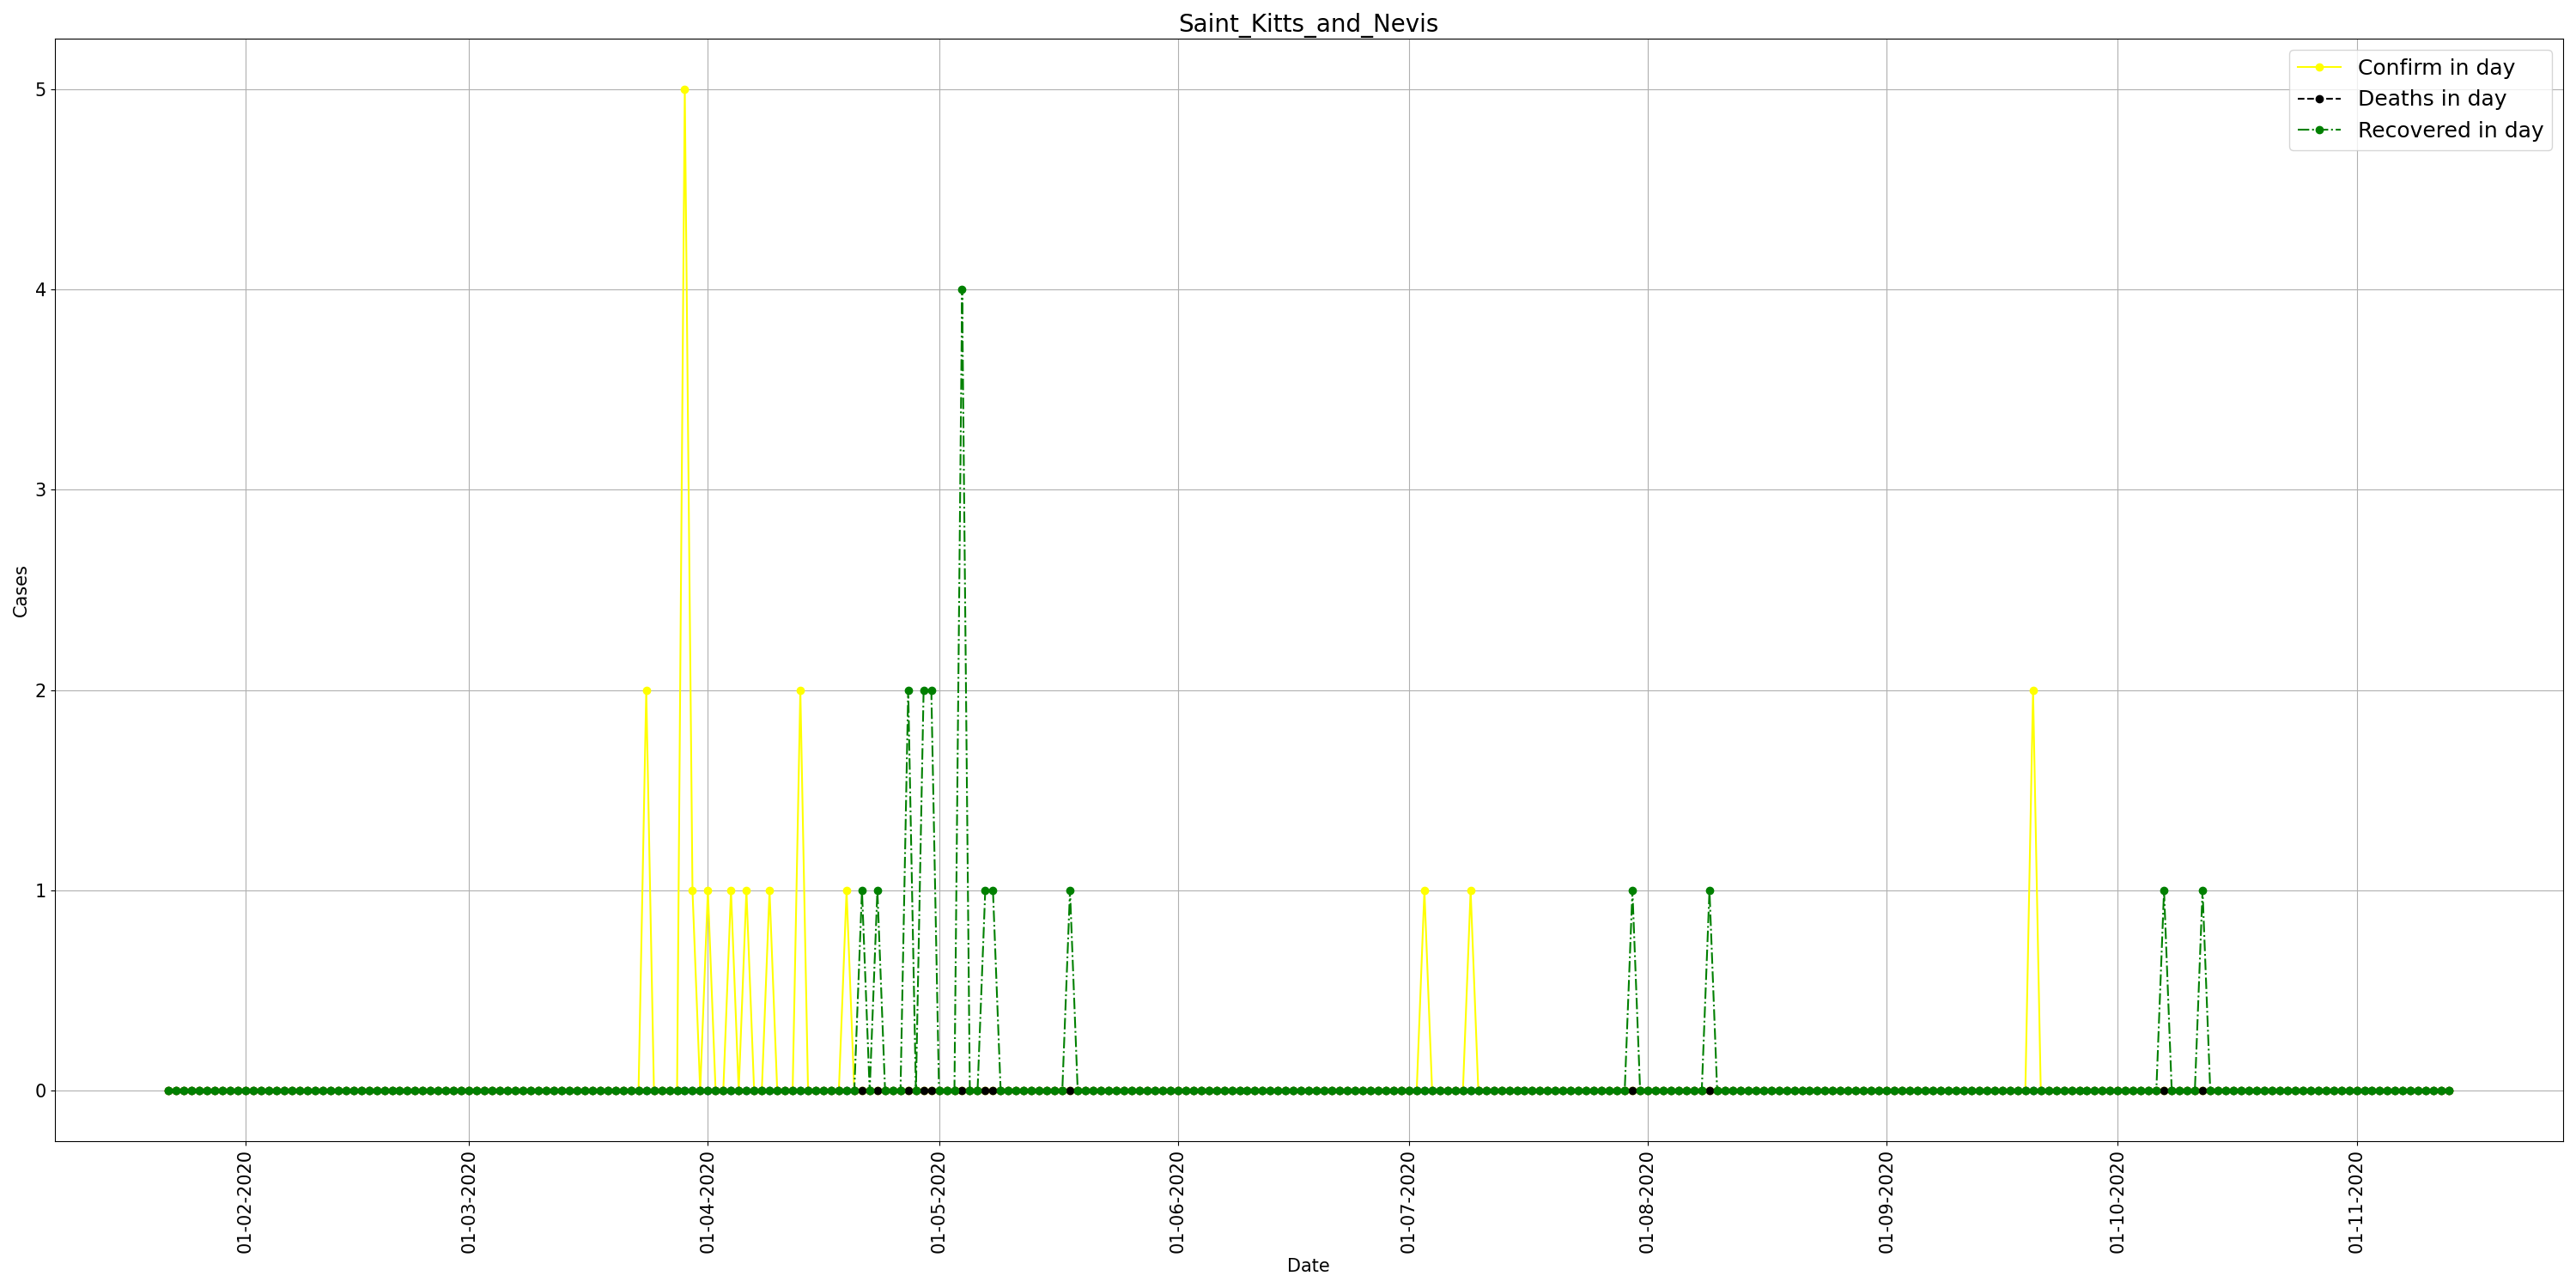 Saint_Kitts_and_Nevis
Confirm in day
Deaths in day
Recovered in day
Cases
5
4
3
2
1
0
01-02-2020
01-03-2020
01-04-2020
01-05-2020
01-06-2020
01-07-2020
01-08-2020
01-09-2020
01-10-2020
01-11-2020
Date